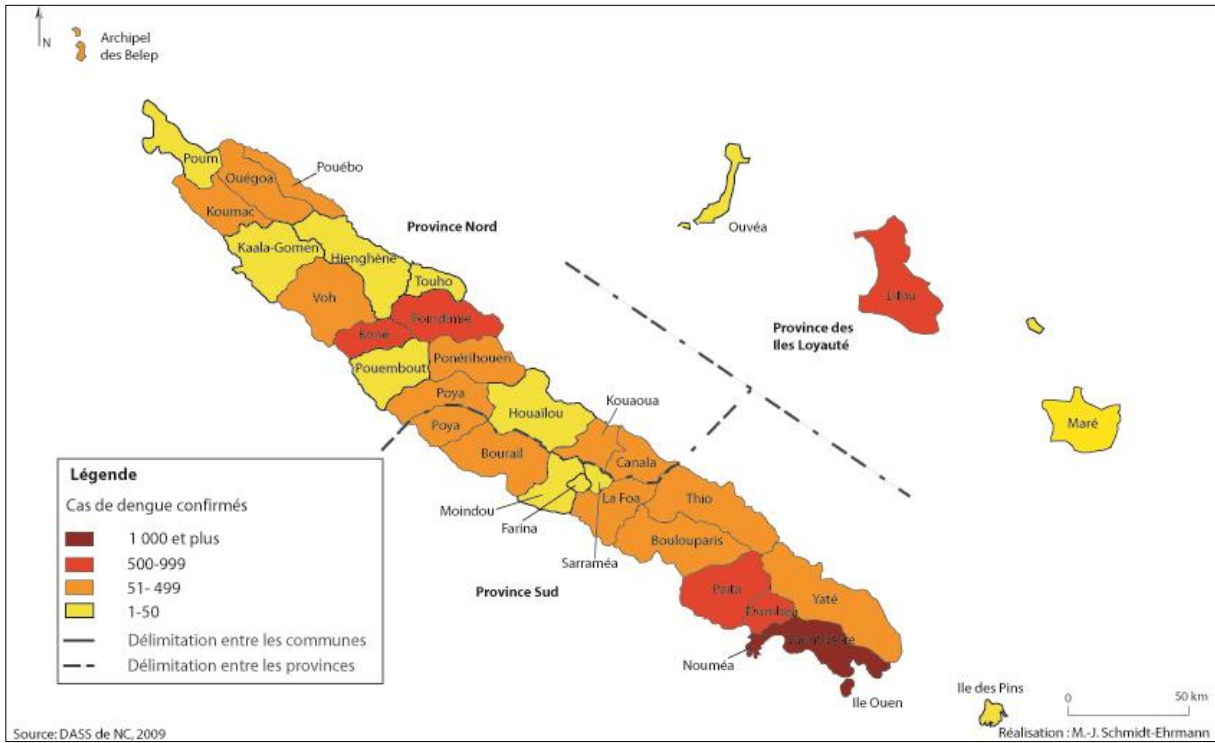 N
Archipel
des Belep
Poum
Pouébo
Ouégoa
Koumac
Province Nord
Ouvéa
Kaala-Gomen
Hienghène
Touho
Lifou
Voh
Poindimié
Koné
Province des
Iles Loyauté
Ponérihouen
Pouembout
Poya
Kouaoua
Houaïlou
Maré
Poya
Bourail
Canala
Légende
Cas de dengue confirmés
1 000 et plus
500-999
51- 499
1-50
Délimitation entre les communes
Délimitation entre les provinces
Moindou
La Foa
Thio
Farina
Boulouparis
Sarraméa
Province Sud
Païta
Yaté
Dumbéa
Nouméa
Ile Ouen
Ile des Pins
0
50 km
Source: DASS de NC, 2009
Réalisation : M.-J. Schmidt-Ehrmann